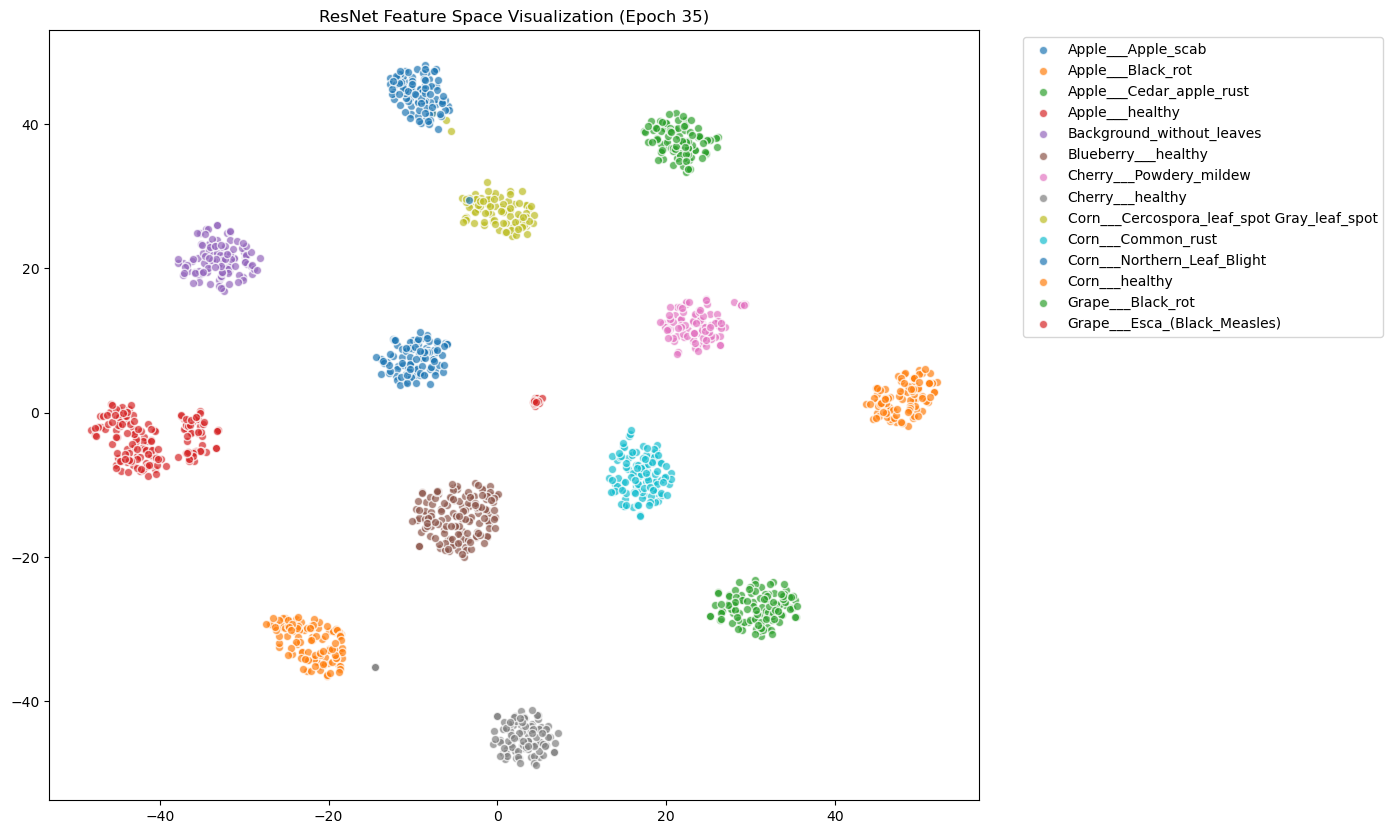 ResNet Feature Space Visualization (Epoch 35)
40
20
0
−20
−40
−40
−20
0
20
40
Apple___Apple_scab
Apple___Black_rot
Apple___Cedar_apple_rust
Apple___healthy
Background_without_leaves
Blueberry___healthy
Cherry___Powdery_mildew
Cherry___healthy
Corn___Cercospora_leaf_spot Gray_leaf_spot
Corn___Common_rust
Corn___Northern_Leaf_Blight
Corn___healthy
Grape___Black_rot
Grape___Esca_(Black_Measles)